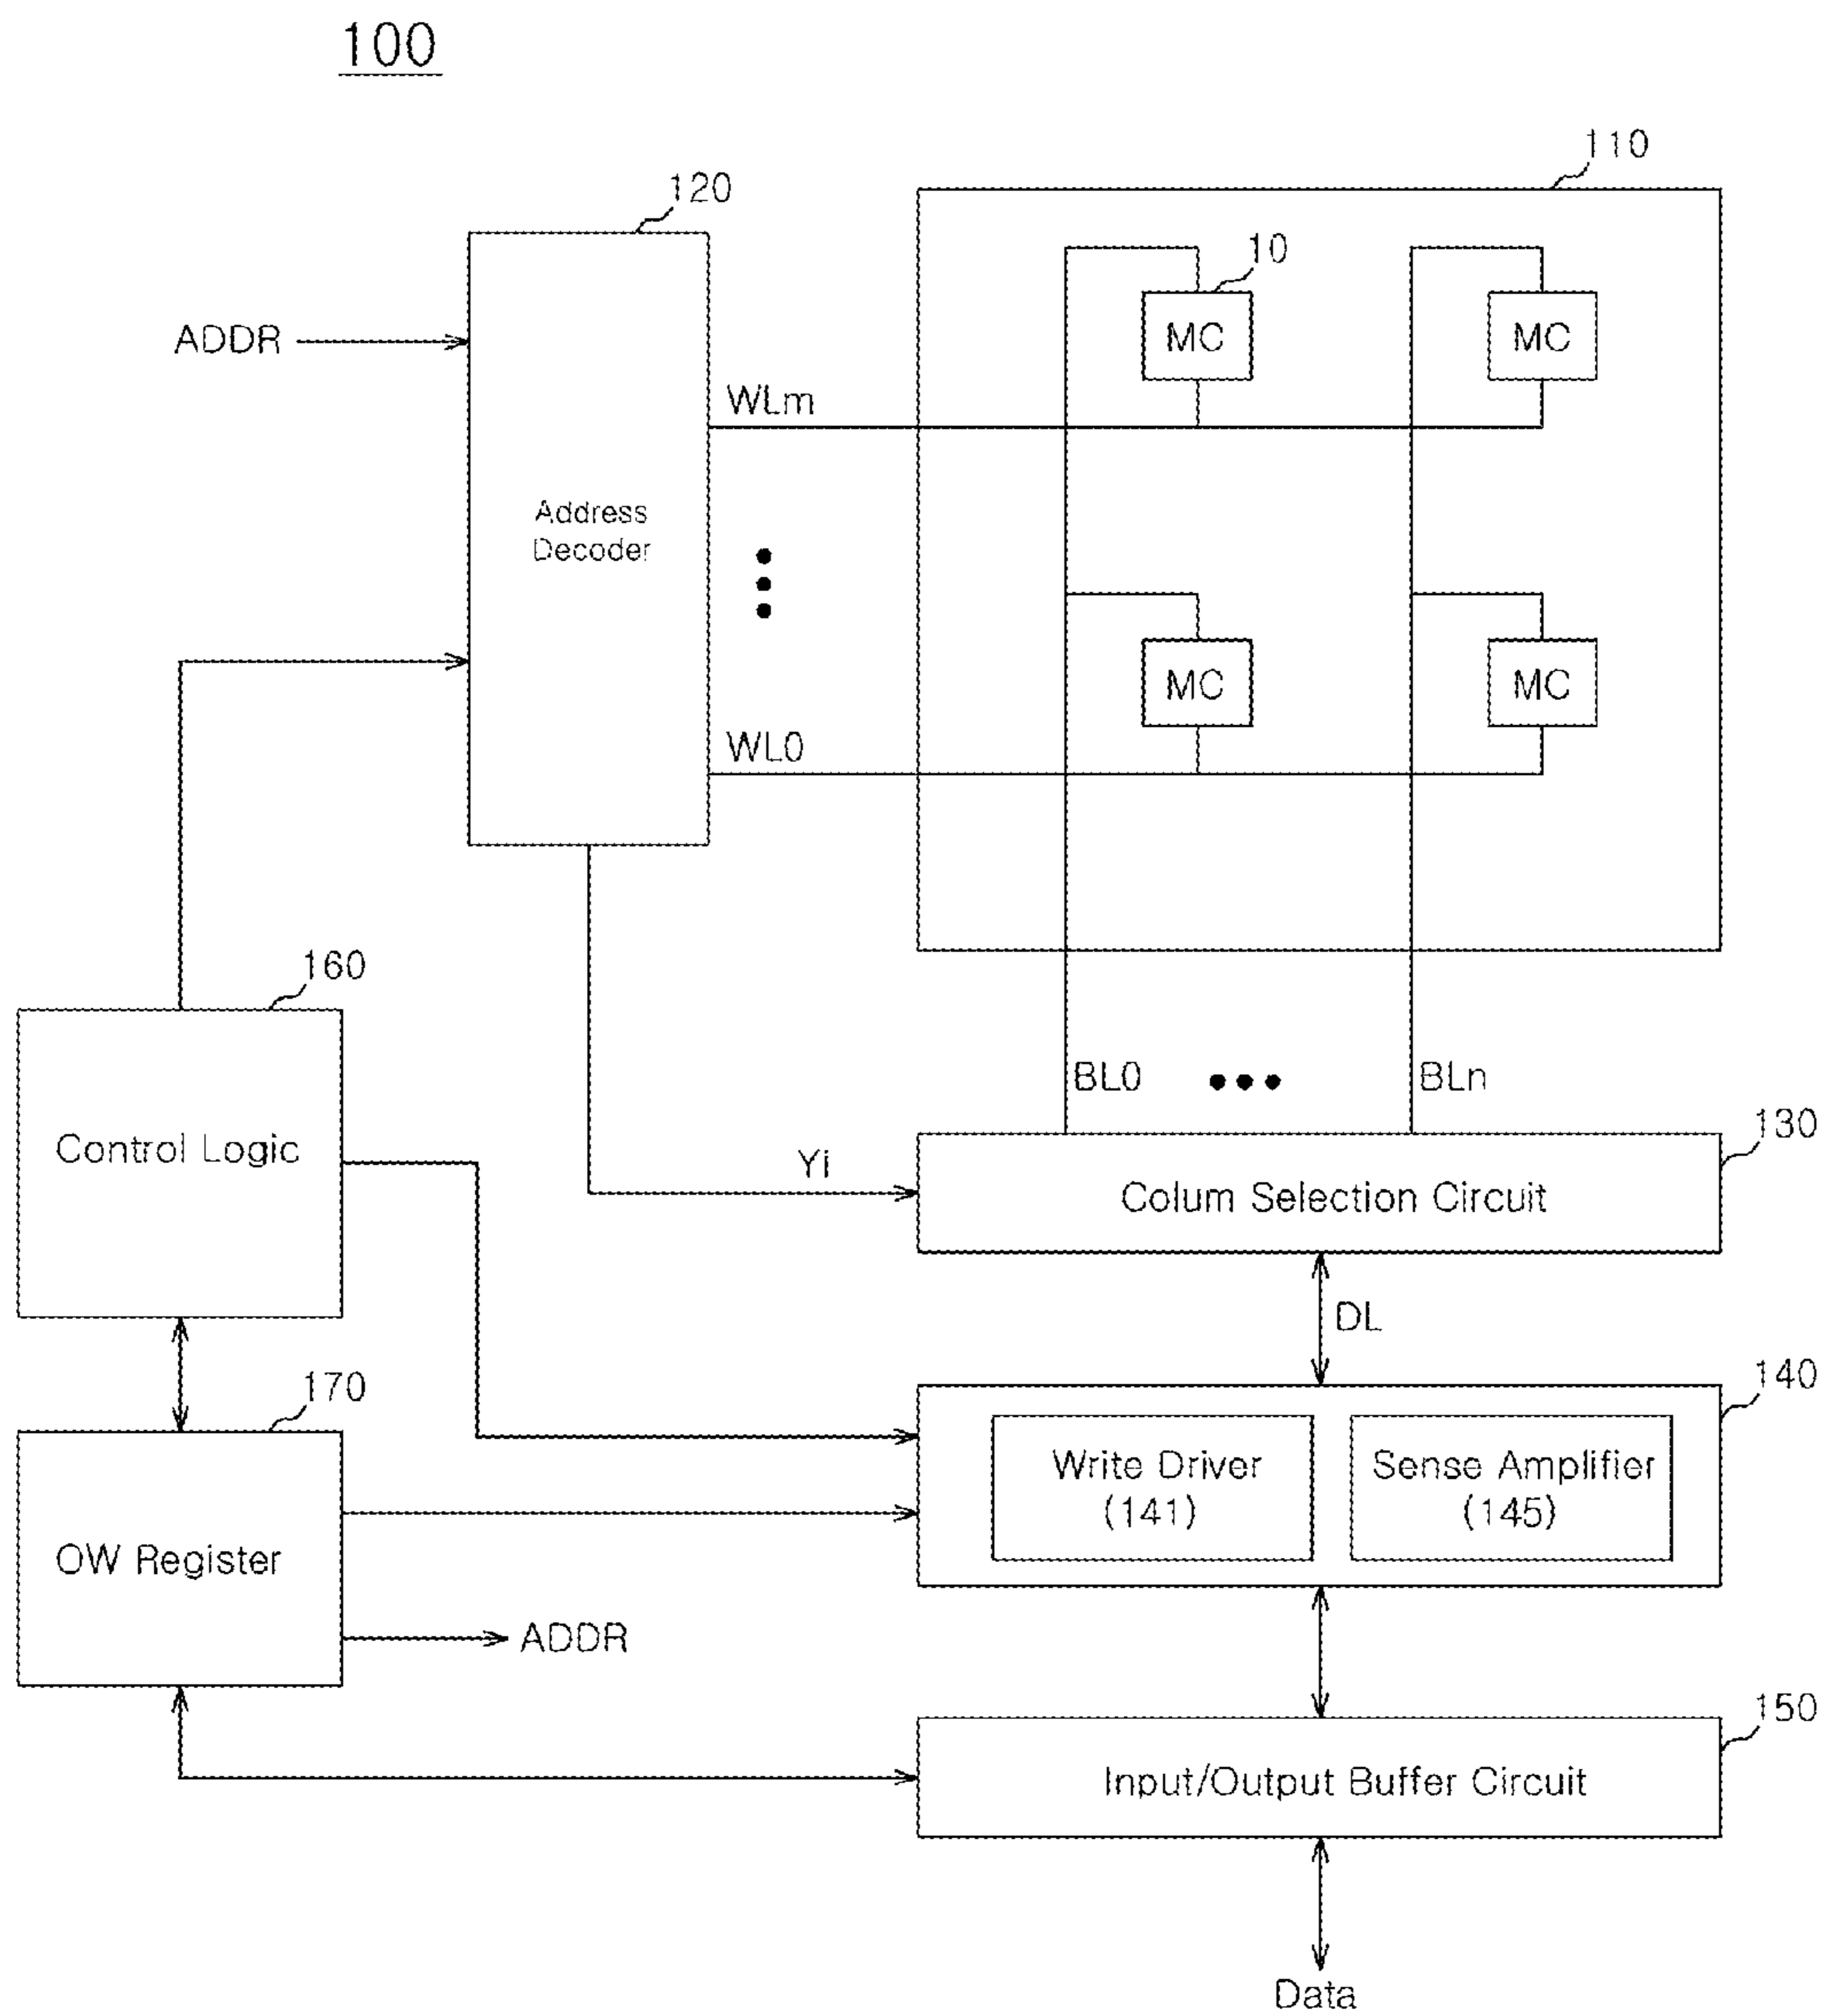 100
110
120
10
ADDR
MC
MC
WLm
Address
Decoder
MC
MC
WL0
160
BL0
BLn
130
Control Logic
Yi
Colum Selection Circuit
DL
170
140
Write Driver
(141)
Sense Amplifier
(145)
OW Register
ADDR
150
Input/Output Buffer Circuit
Data